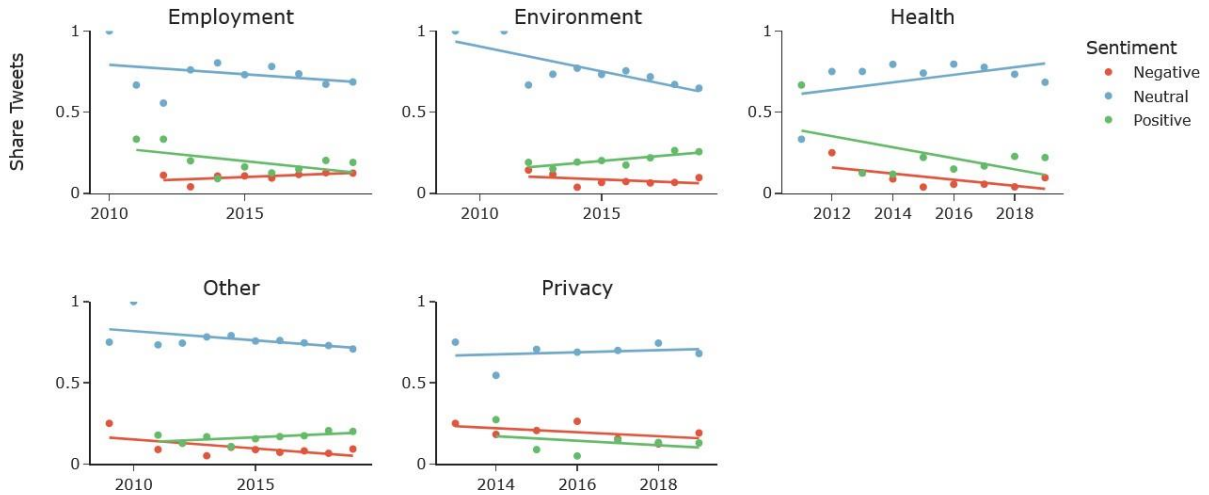 Employment
Environment
Health
Share Tweets
1
0.5
0
2010
2015
1
0.5
0
2010
2015
1
0.5
0
2012
2014
2016
2018
Sentiment
Negative
Neutral
Positive
Other
Privacy
1
0.5
0
2010
2015
1
0.5
0
2014
2016
2018